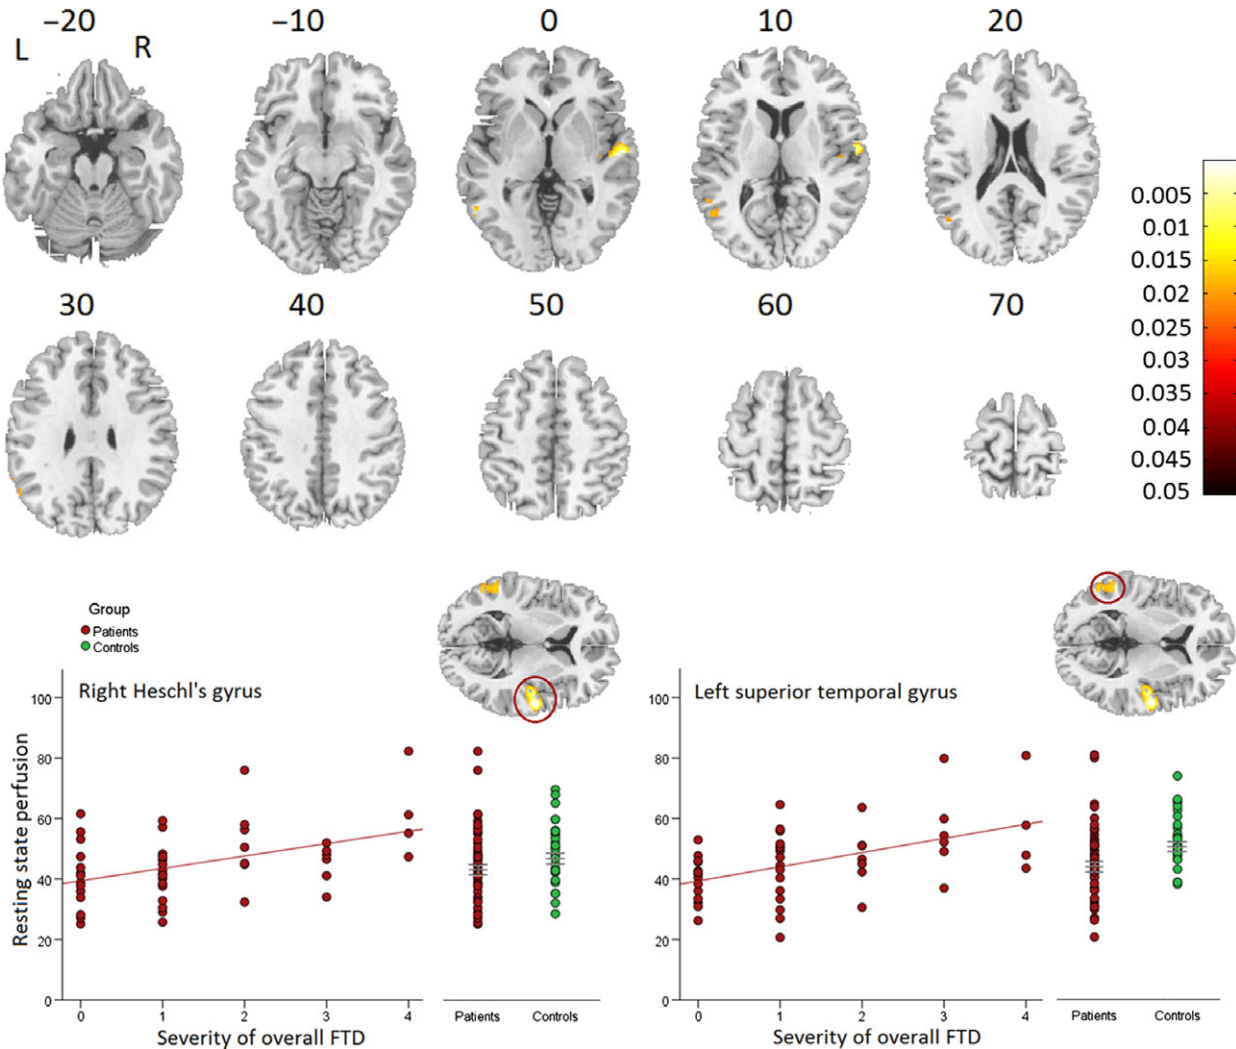 −20 −10 0 10 20
L R
0.005
0.01
0.015
0.02
0.025
0.03
0.035
0.04
0.045
0.05
30 40 50 60 70
Group
Patients
Controls
Right Heschl's gyrus
Resting state perfusion
100
80
60
40
20
0
0 1 2 3 4
Patients Controls
Severity of overall FTD
Left superior temporal gyrus
100
80
60
40
20
0
0 1 2 3 4
Patients Controls
Severity of overall FTD